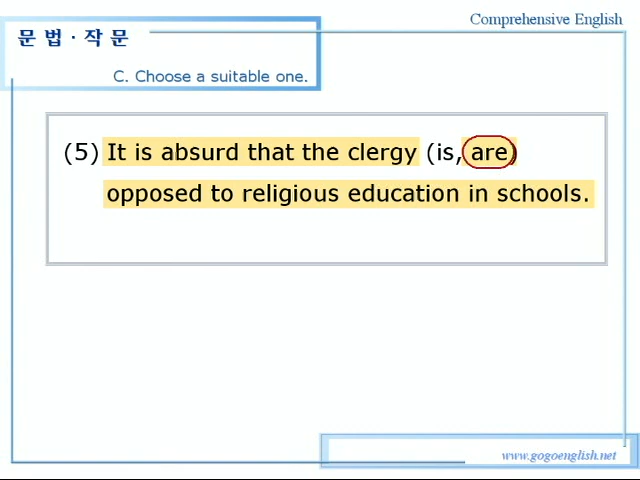 Comprehensive English
문 법 · 작 문
C. Choose a suitable one.
(5) It is absurd that the clergy (is, are)
opposed to religious education in schools.
www.gogoenglish.net